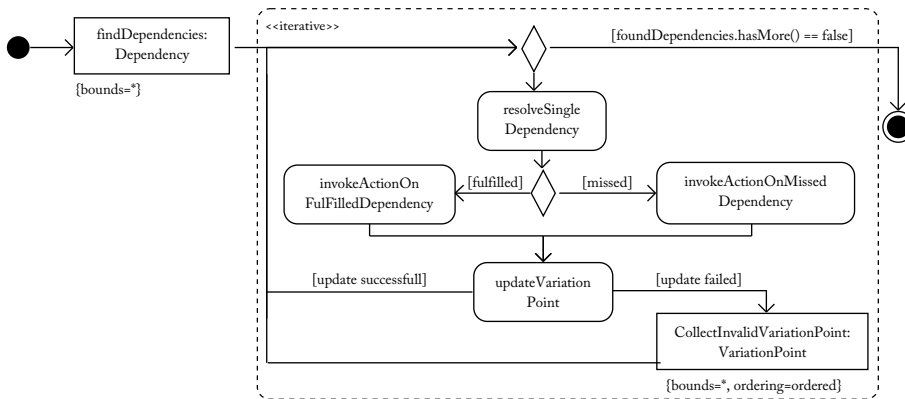 <<iterative>>
findDependencies:
Dependency
{bounds=*}
[foundDependencies.hasMore() == false]
resolveSingle
Dependency
[fulfilled]
[missed]
invokeActionOn
FulFilledDependency
invokeActionOnMissed
Dependency
[update successfull]
updateVariation
Point
[update failed]
CollectInvalidVariationPoint:
VariationPoint
{bounds=*, ordering=ordered}